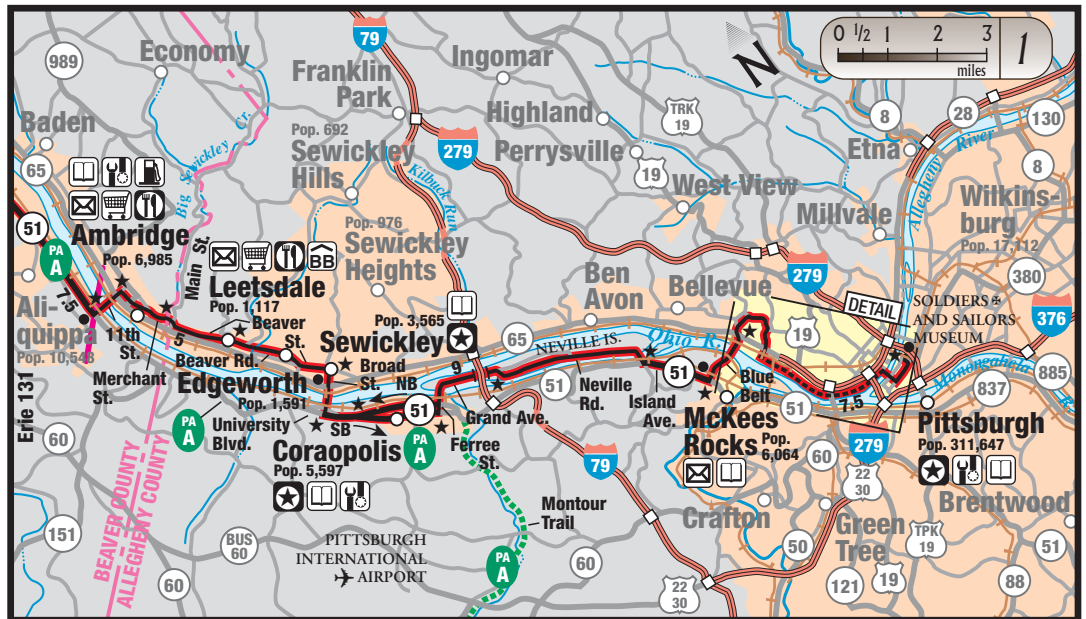 0 1/2 1 2 3
miles
1
N
989
Economy
79
Ingomar
Franklin
Park
TRK
19
8
28
130
Baden
65
Big Sewickley Cr.
Pop. 692
Sewickley
Hills
Highland
279
Perrysville
19
Etna
Allegheny River
8
Kilbuck Run
West View
Millvale
Wilkins-
burg
Pop. 17,112
51
PA
A
Ambridge
Pop. 6,985
Main St.
Pop. 976
Sewickley
Heights
BB
Leetsdale
Pop. 1,117
279
380
Ben
Avon
Bellevue
DETAIL
SOLDIERS
AND SAILORS
MUSEUM
376
7.5
Ali-
quippa
Pop. 10,548
11th
St.
5
Beaver
St.
Pop. 3,565
Sewickley
65
NEVILLE IS.
Ohio R.
19
Beaver Rd.
Merchant
St.
Edgeworth
Pop. 1,591
Broad
St.
NB
9
51
Neville
Rd.
51
Island
Ave.
Blue
Belt
7.5
51
Monongahela
R.
837
885
Erie 131
60
PA
A
University
Blvd.
SB
51
Grand Ave.
McKees
Rocks
Pop.
6,064
279
Pittsburgh
Pop. 311,647
Coraopolis
Pop. 5,597
PA
A
Ferree
St.
79
60
22
30
Brentwood
BEAVER COUNTY
ALLEGHENY COUNTY
Montour
Trail
Crafton
Green
Tree
TPK
19
151
BUS
60
PITTSBURGH
INTERNATIONAL
AIRPORT
PA
A
60
50
51
60
22
30
121
19
88